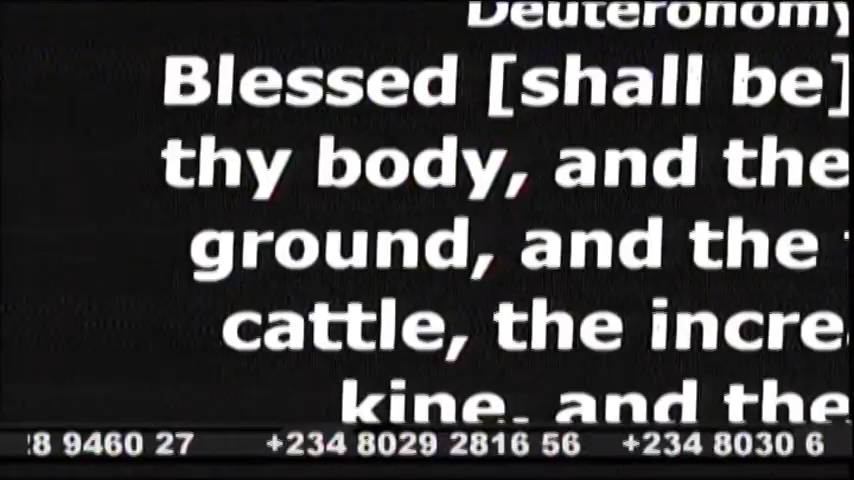 Deuteronomy
Blessed [shall be]
thy body, and the
ground, and the
cattle, the incre
kine, and the
28 9460 27 +234 8029 2816 56 +234 8030 6